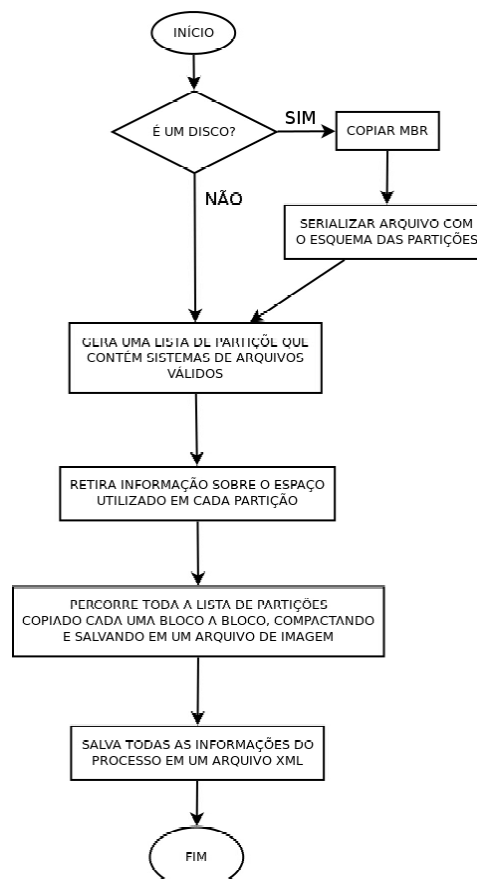 INÍCIO
É UM DISCO?
SIM
COPIAR MBR
NÃO
SERIALIZAR ARQUIVO COM
O ESQUEMA DAS PARTIÇÕES
GERA UMA LISTA DE PARTIÇÕE QUE
CONTÉM SISTEMAS DE ARQUIVOS
VÁLIDOS
RETIRA INFORMAÇÃO SOBRE O ESPAÇO
UTILIZADO EM CADA PARTIÇÃO
PERCORRE TODA A LISTA DE PARTIÇÕES
COPIADO CADA UMA BLOCO A BLOCO, COMPACTANDO
E SALVANDO EM UM ARQUIVO DE IMAGEM
SALVA TODAS AS INFORMAÇÕES DO
PROCESSO EM UM ARQUIVO XML
FIM